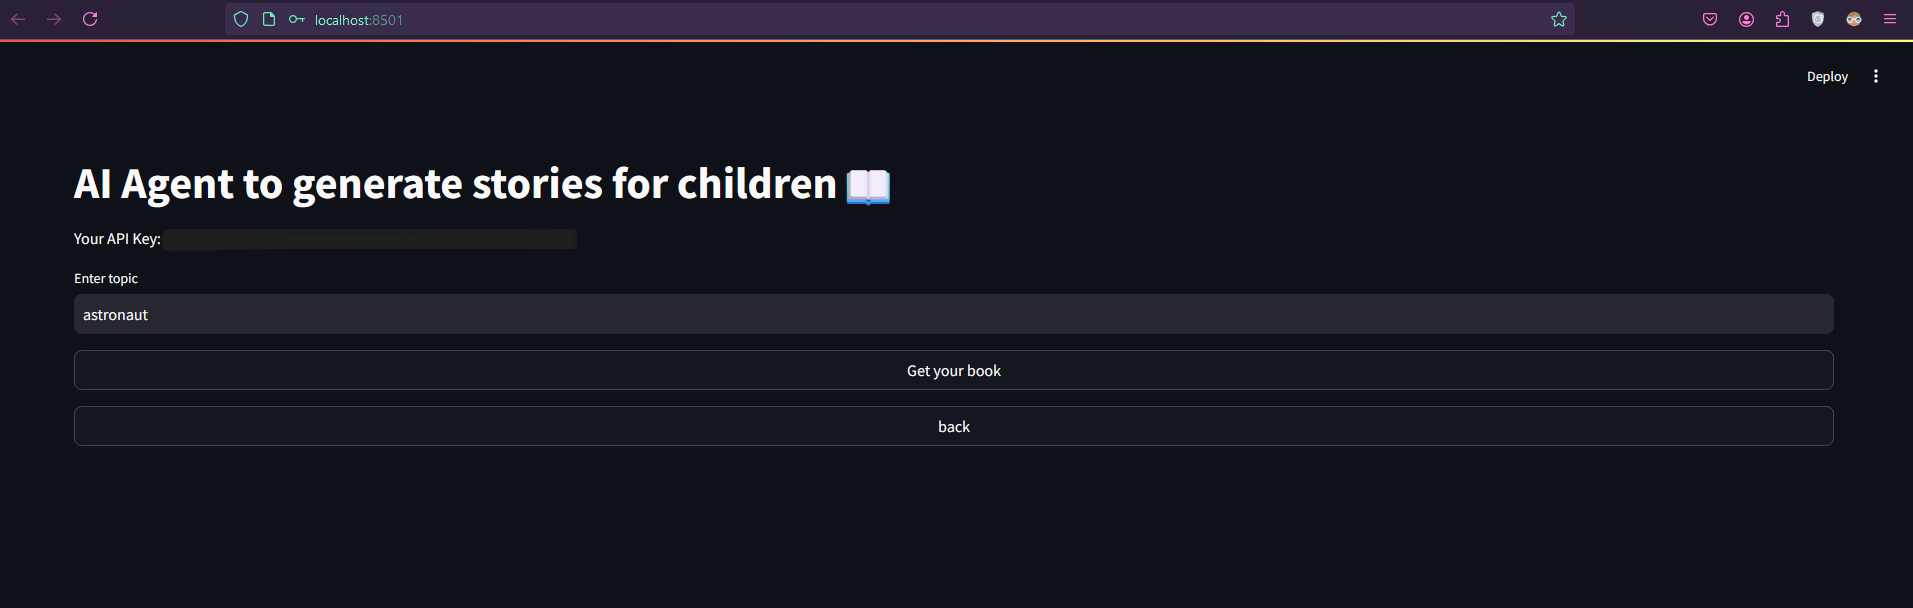 localhost:8501
Deploy
AI Agent to generate stories for children 📖
Your API Key:
Enter topic
astronaut
Get your book
back